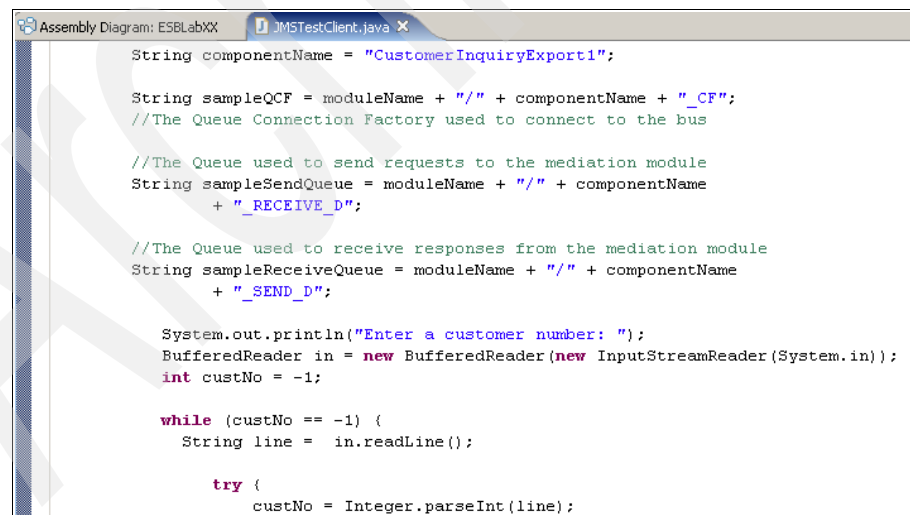 Assembly Diagram: ESBLabXX JMSTestClient.java
String componentName = "CustomerInquiryExport1";
String sampleQCF = moduleName + "/" + componentName + "_CF";
//The Queue Connection Factory used to connect to the bus
//The Queue used to send requests to the mediation module
String sampleSendQueue = moduleName + "/" + componentName
+ "_RECEIVE_D";
//The Queue used to receive responses from the mediation module
String sampleReceiveQueue = moduleName + "/" + componentName
+ "_SEND_D";
System.out.println("Enter a customer number: ");
BufferedReader in = new BufferedReader(new InputStreamReader(System.in));
int custNo = -1;
while (custNo == -1) {
String line =  in.readLine();
try {
custNo = Integer.parseInt(line);